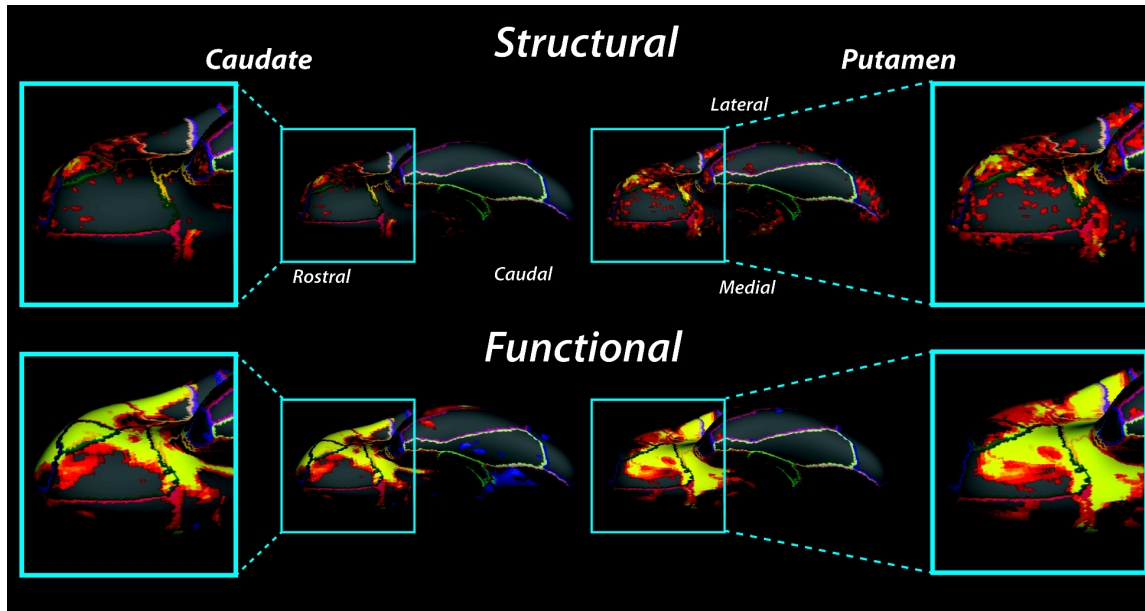 Structural
Caudate
Putamen
Lateral
Rostral
Caudal
Medial
Functional